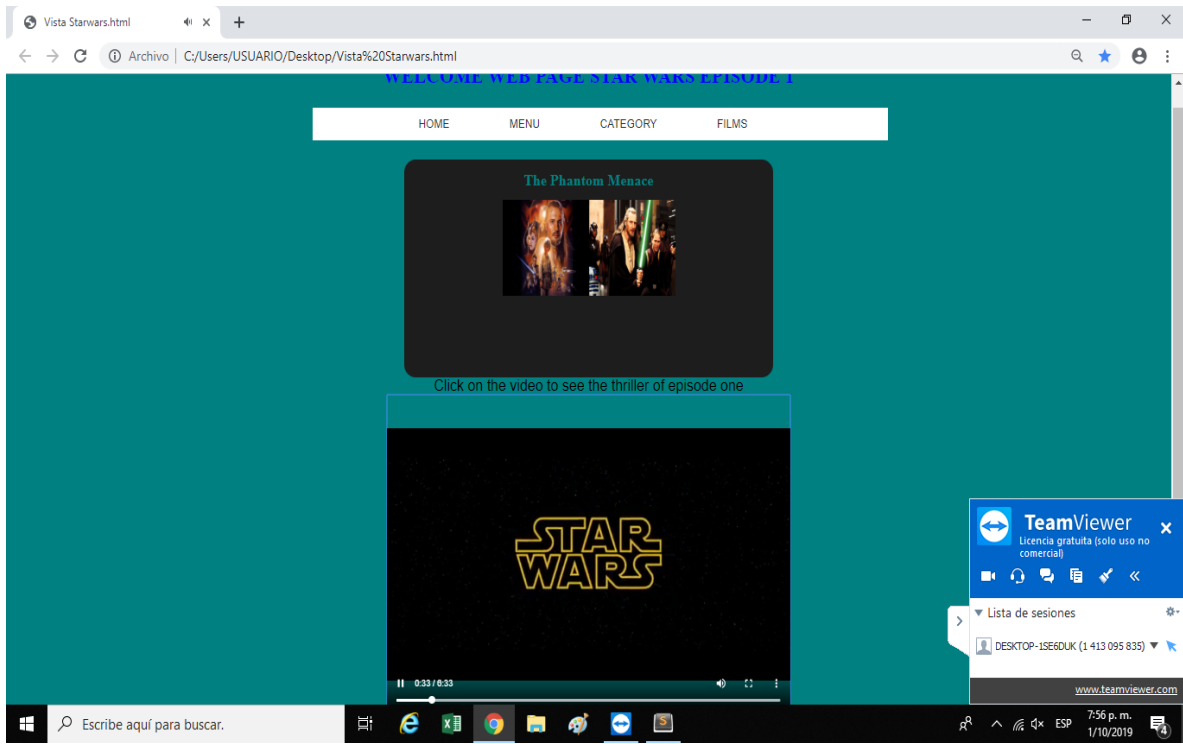 Vista Starwars.html
Archivo C:/Users/USUARIO/Desktop/Vista%20Starwars.html
WELCOME WEB PAGE STAR WARS EPISODE 1
HOME MENU CATEGORY FILMS
The Phantom Menace
Click on the video to see the thriller of episode one
STAR
WARS
0:33 / 6:33
TeamViewer
Licencia gratuita (solo uso no
comercial)
Lista de sesiones
DESKTOP-1SE6DUK (1 413 095 835)
www.teamviewer.com
Escribe aquí para buscar.
ESP
7:56 p. m.
1/10/2019
4